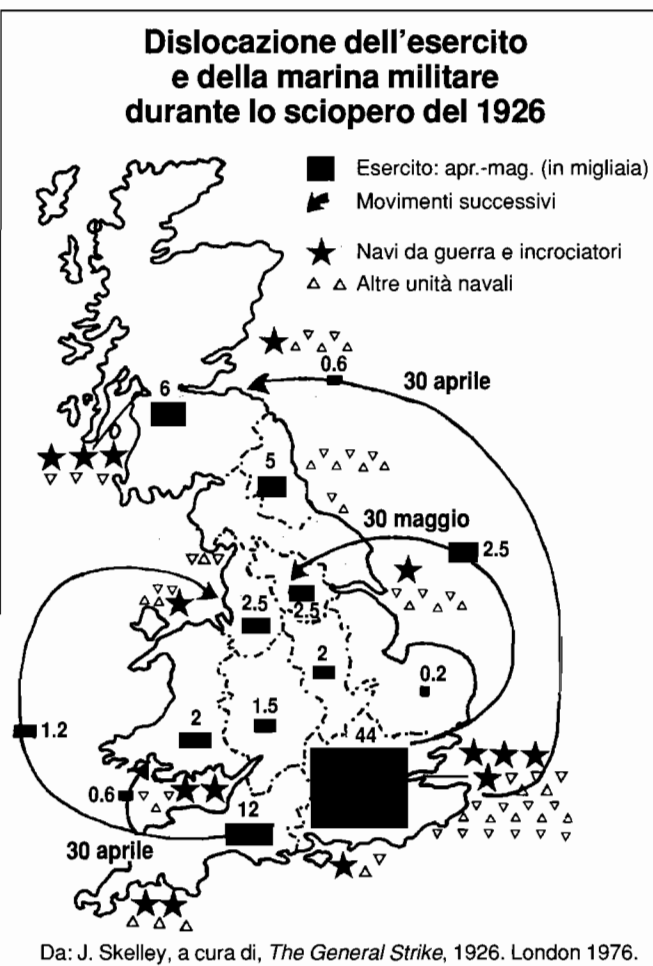 Dislocazione dell'esercito
e della marina militare
durante lo sciopero del 1926
Esercito: apr.-mag. (in migliaia)
Movimenti successivi
Navi da guerra e incrociatori
Altre unità navali
0.6
30 aprile
6
5
30 maggio
2.5
2.5
2.5
2
0.2
1.5
2
44
1.2
0.6
12
30 aprile
Da: J. Skelley, a cura di, The General Strike, 1926. London 1976.